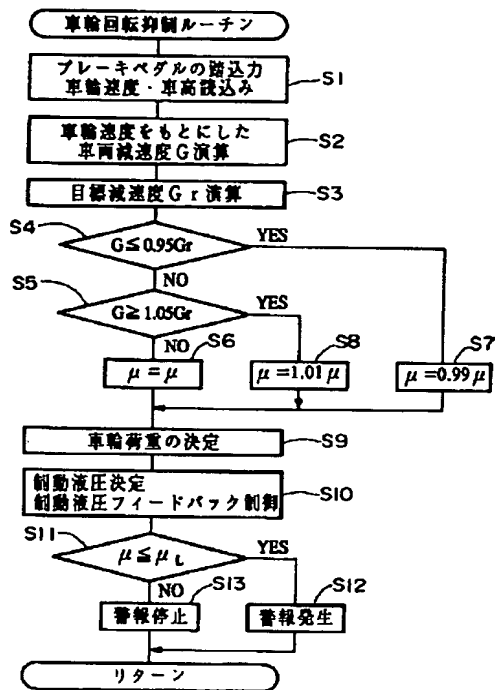 車輪回転抑制ルーチン
ブレーキペダルの踏込力
車輪速度・車高読込み
S1
車輪速度をもとにした
車両減速度G演算
S2
目標減速度Gr演算
S3
S4
G≦0.95Gr
YES
NO
S5
G≧1.05Gr
YES
NO
S6
μ=μ
S8
μ=1.01μ
S7
μ=0.99μ
車輪荷重の決定
S9
制動液圧決定
制動液圧フィードバック制御
S10
S11
μ≦μL
YES
NO
S13
警報停止
S12
警報発生
リターン